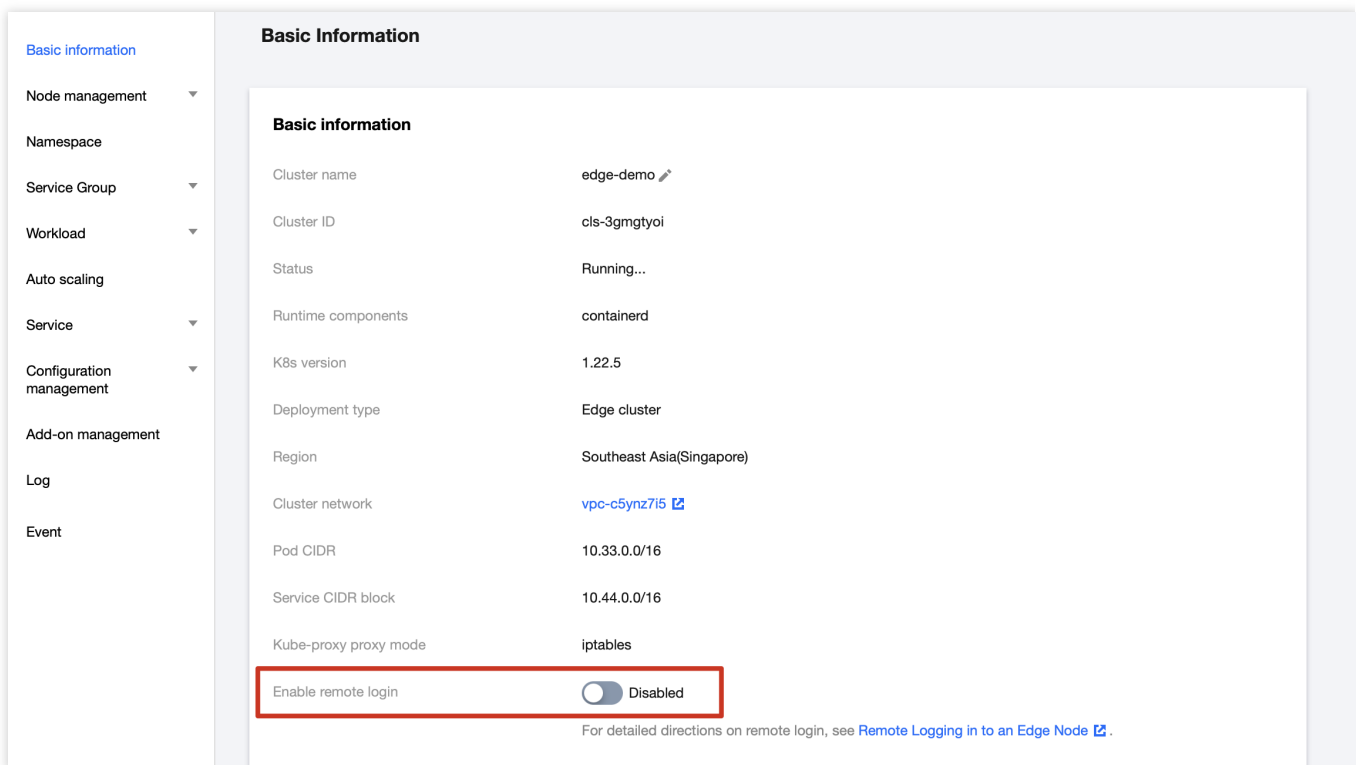 Basic information
Node management
Namespace
Service Group
Workload
Auto scaling
Service
Configuration
management
Add-on management
Log
Event
Basic Information
Basic information
Cluster name edge-demo
Cluster ID cls-3gmgtyoi
Status Running...
Runtime components containerd
K8s version 1.22.5
Deployment type Edge cluster
Region Southeast Asia(Singapore)
Cluster network vpc-c5ynz7i5
Pod CIDR 10.33.0.0/16
Service CIDR block 10.44.0.0/16
Kube-proxy proxy mode iptables
Enable remote login Disabled
For detailed directions on remote login, see Remote Logging in to an Edge Node .